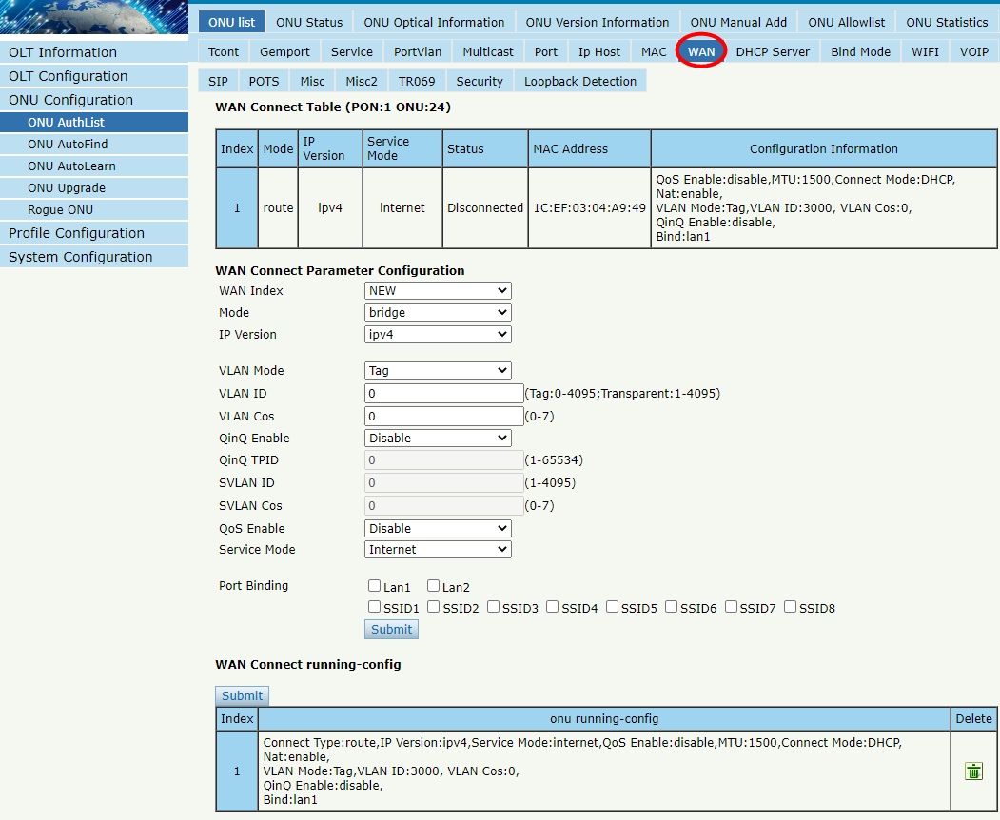 ONU list ONU Status ONU Optical Information ONU Version Information ONU Manual Add ONU Allowlist ONU Statistics
Tcont Gemport Service PortVlan Multicast Port Ip Host MAC WAN DHCP Server Bind Mode WIFI VOIP
SIP POTS Misc Misc2 TR069 Security Loopback Detection
OLT Information
OLT Configuration
ONU Configuration
ONU AuthList
ONU AutoFind
ONU AutoLearn
ONU Upgrade
Rogue ONU
Profile Configuration
System Configuration
WAN Connect Table (PON:1 ONU:24)
Index Mode IP Version Service Mode Status MAC Address Configuration Information
1 route ipv4 internet Disconnected 1C:EF:03:04:A9:49
QoS Enable:disable,MTU:1500,Connect Mode:DHCP,
Nat:enable,
VLAN Mode:Tag,VLAN ID:3000, VLAN Cos:0,
QinQ Enable:disable,
Bind:lan1
WAN Connect Parameter Configuration
WAN Index NEW
Mode bridge
IP Version ipv4
VLAN Mode Tag
VLAN ID 0 (Tag:0-4095;Transparent:1-4095)
VLAN Cos 0 (0-7)
QinQ Enable Disable
QinQ TPID 0 (1-65534)
SVLAN ID 0 (1-4095)
SVLAN Cos 0 (0-7)
QoS Enable Disable
Service Mode Internet
Port Binding Lan1 Lan2
SSID1 SSID2 SSID3 SSID4 SSID5 SSID6 SSID7 SSID8
Submit
WAN Connect running-config
Submit
Index onu running-config Delete
1
Connect Type:route,IP Version:ipv4,Service Mode:internet,QoS Enable:disable,MTU:1500,Connect Mode:DHCP,
Nat:enable,
VLAN Mode:Tag,VLAN ID:3000, VLAN Cos:0,
QinQ Enable:disable,
Bind:lan1